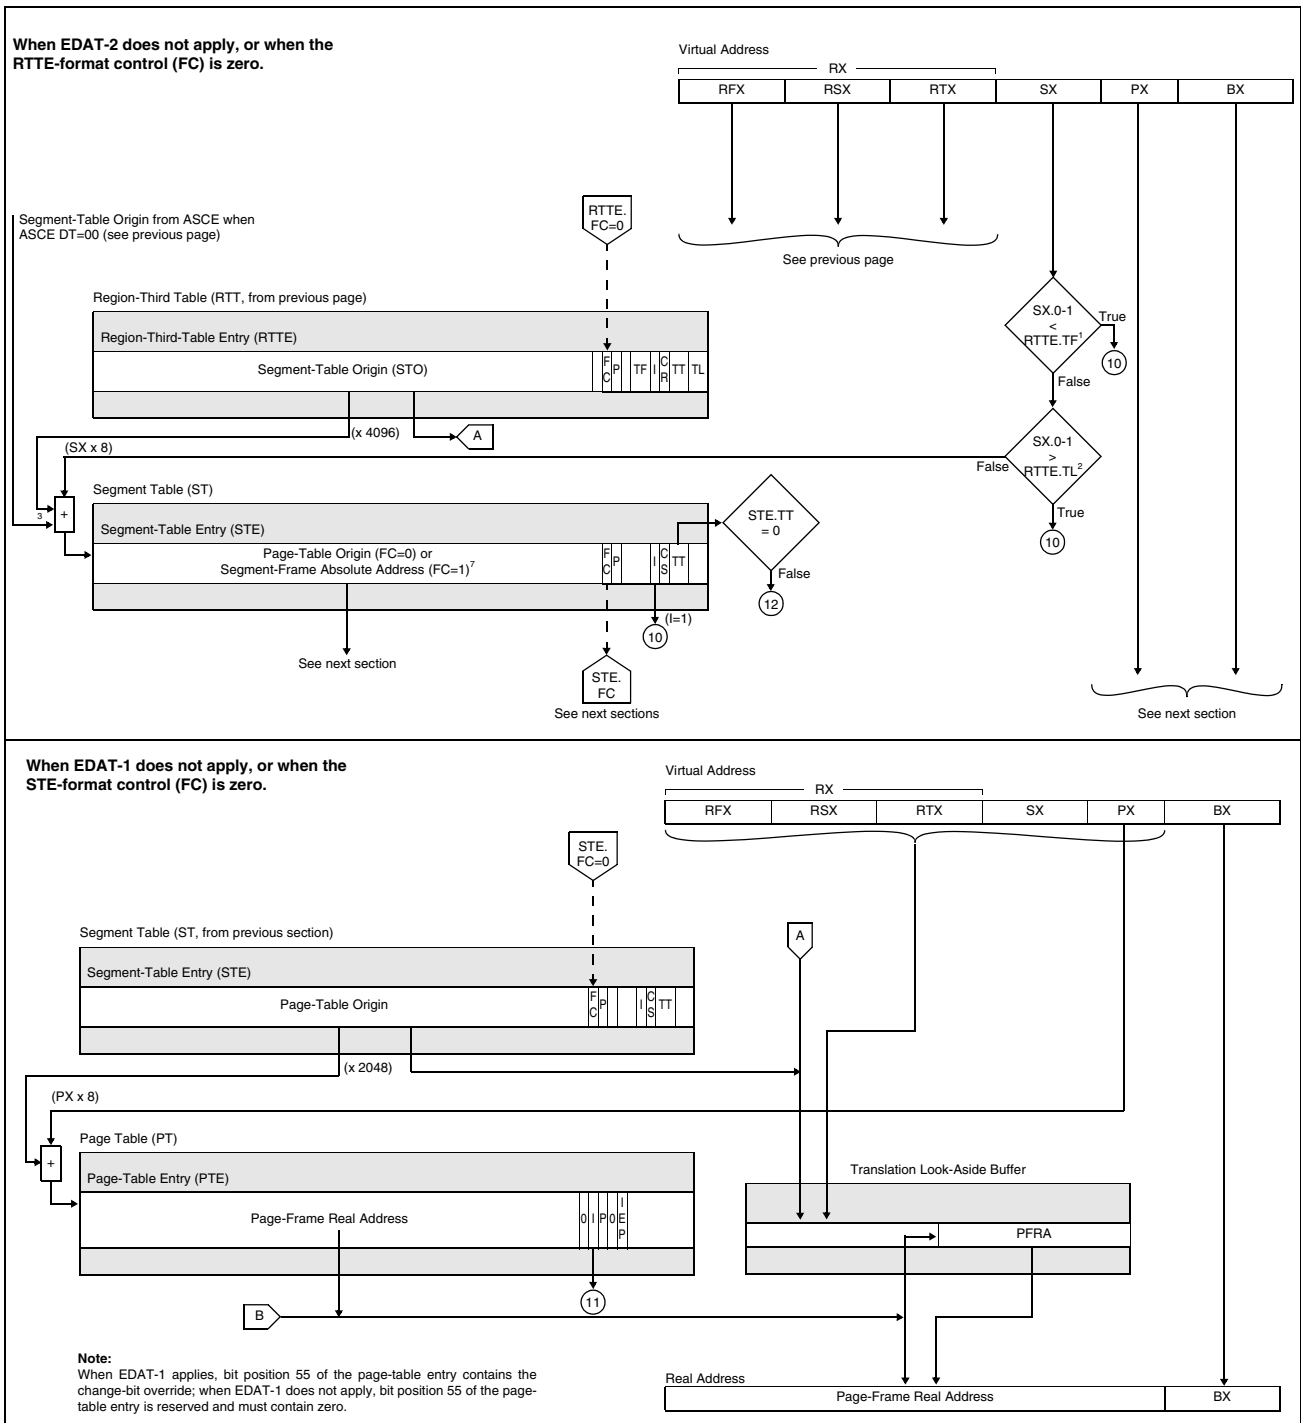 When EDAT-2 does not apply, or when the
RTTE-format control (FC) is zero.
Virtual Address
RX
RFX RSX RTX SX PX BX
Segment-Table Origin from ASCE when
ASCE DT=00 (see previous page)
RTTE.
FC=0
See previous page
Region-Third Table (RTT, from previous page)
Region-Third-Table Entry (RTTE)
Segment-Table Origin (STO)
FC P TF I CR TT TL
SX.0-1
<
RTTE.TF1
True
10
False
(x 4096)
A
(SX x 8)
SX.0-1
>
RTTE.TL2
False
True
10
Segment Table (ST)
3
+
Segment-Table Entry (STE)
Page-Table Origin (FC=0) or
Segment-Frame Absolute Address (FC=1)7
FC P I CS TT
STE.TT
= 0
False
12
(I=1)
10
See next section
STE.
FC
See next sections
See next section
When EDAT-1 does not apply, or when the
STE-format control (FC) is zero.
Virtual Address
RX
RFX RSX RTX SX PX BX
STE.
FC=0
Segment Table (ST, from previous section)
A
Segment-Table Entry (STE)
Page-Table Origin
FC P I CS TT
(x 2048)
(PX x 8)
Page Table (PT)
+
Page-Table Entry (PTE)
Page-Frame Real Address
0 I P 0 IEP
Translation Look-Aside Buffer
PFRA
11
B
Note:
When EDAT-1 applies, bit position 55 of the page-table entry contains the
change-bit override; when EDAT-1 does not apply, bit position 55 of the page-
table entry is reserved and must contain zero.
Real Address
Page-Frame Real Address BX